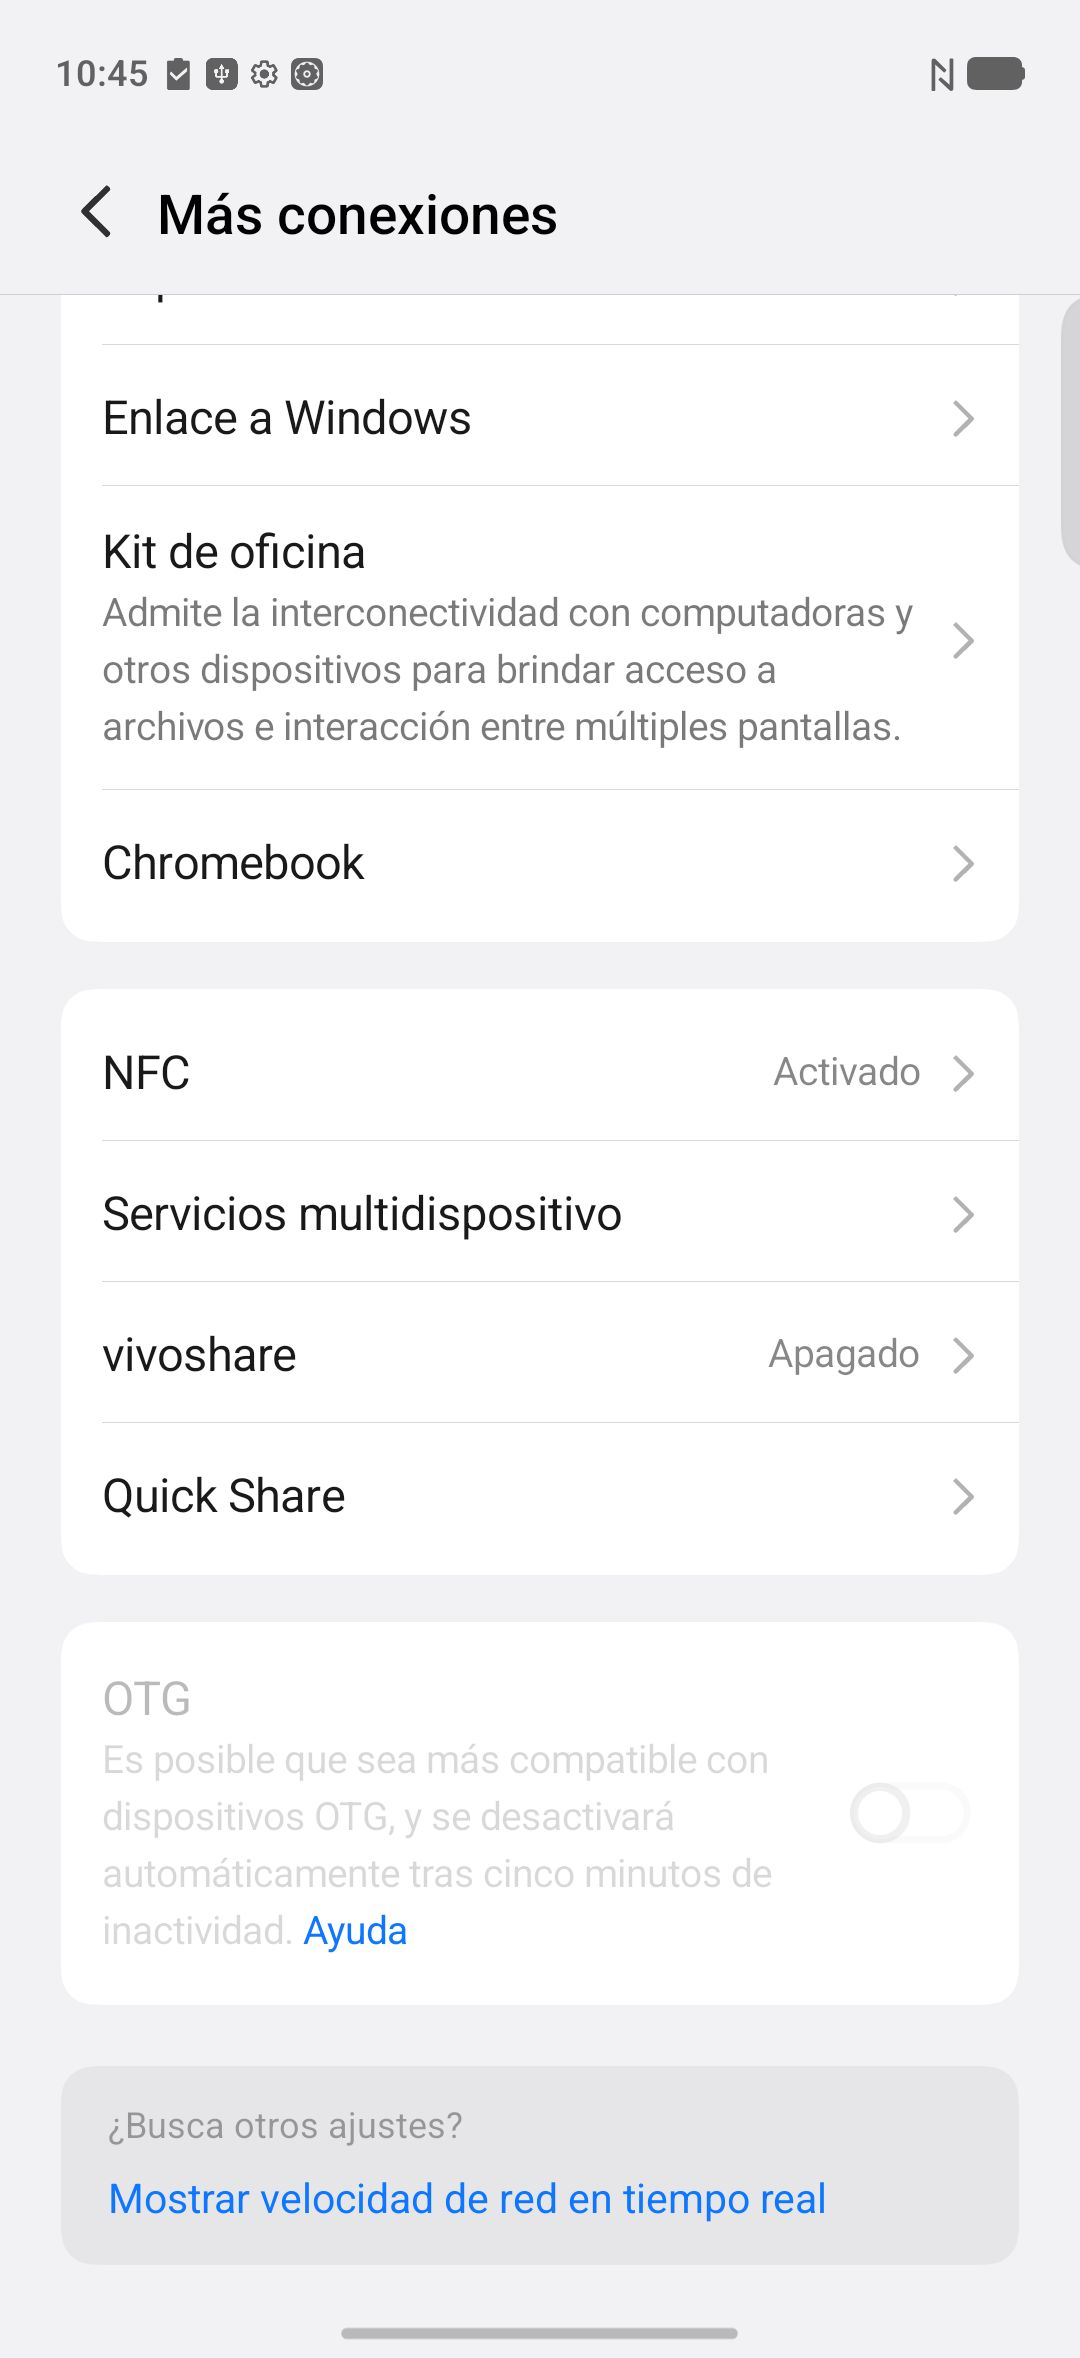 10:45
Más conexiones
Enlace a Windows
Kit de oficina
Admite la interconectividad con computadoras y
otros dispositivos para brindar acceso a
archivos e interacción entre múltiples pantallas.
Chromebook
NFC Activado
Servicios multidispositivo
vivoshare Apagado
Quick Share
OTG
Es posible que sea más compatible con
dispositivos OTG, y se desactivará
automáticamente tras cinco minutos de
inactividad. Ayuda
¿Busca otros ajustes?
Mostrar velocidad de red en tiempo real